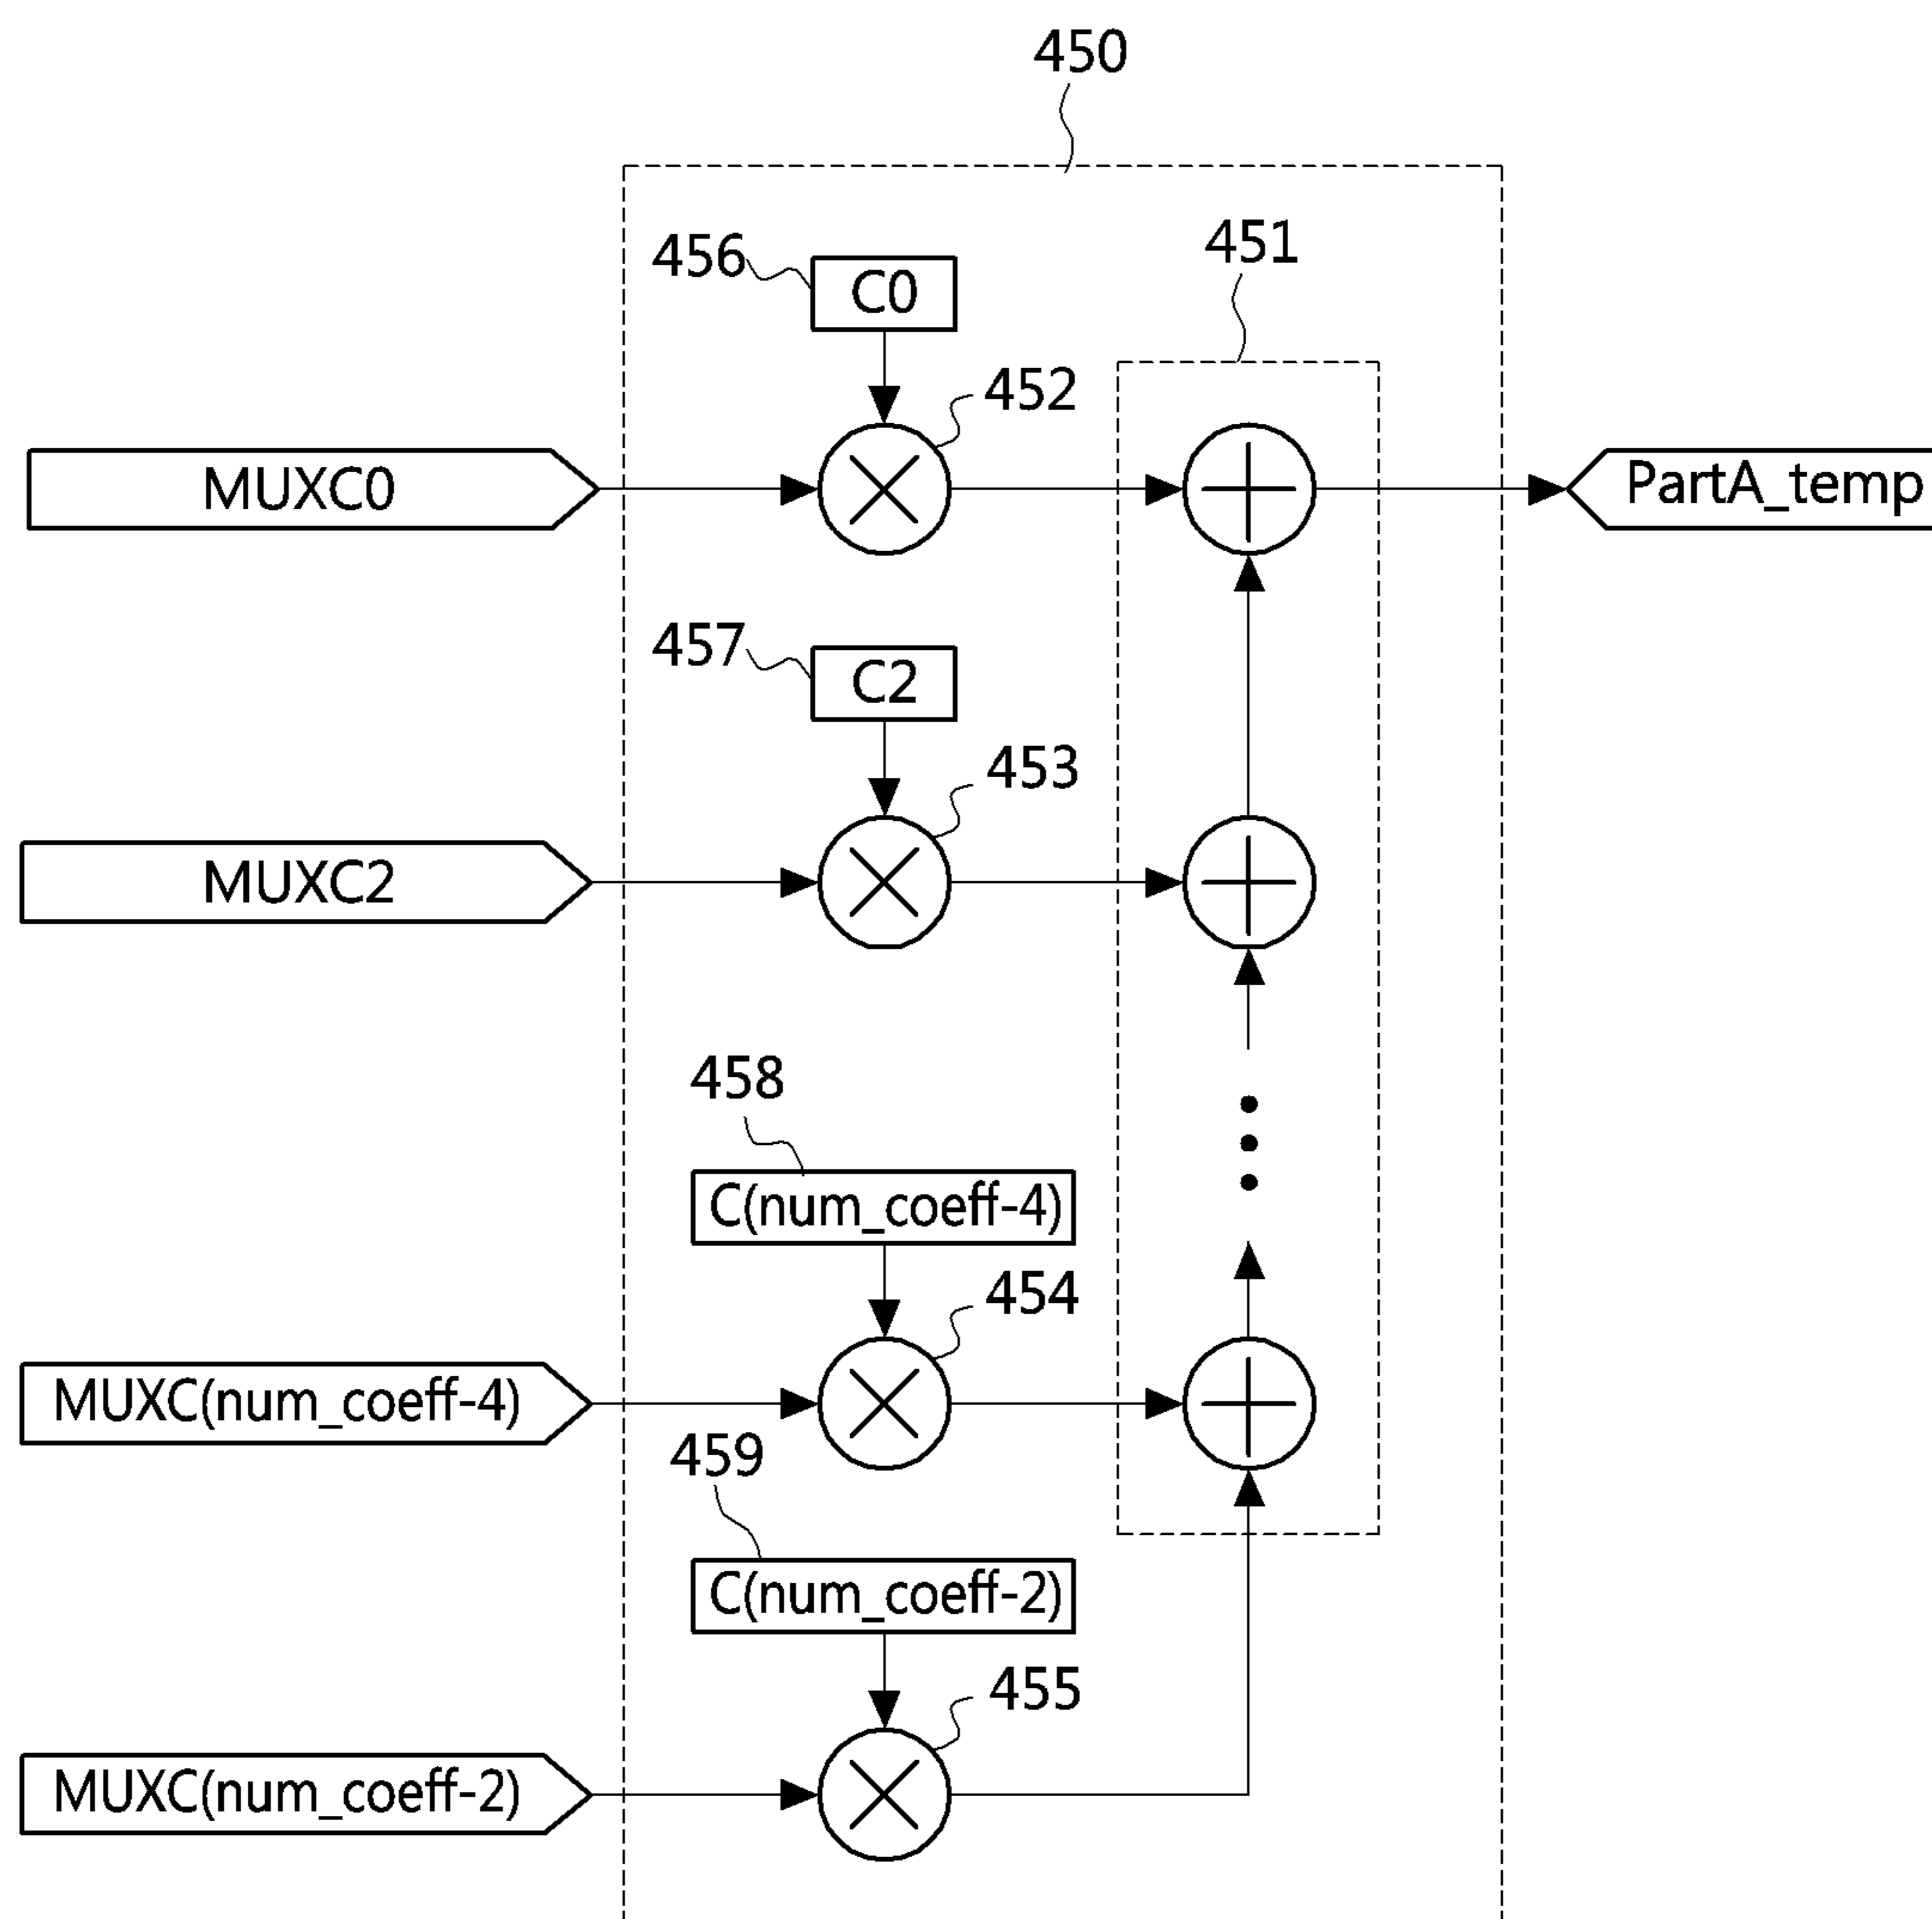 450
451
456
C0
452
MUXC0
PartA_temp
457
C2
453
MUXC2
458
C(num_coeff-4)
454
MUXC(num_coeff-4)
459
C(num_coeff-2)
455
MUXC(num_coeff-2)